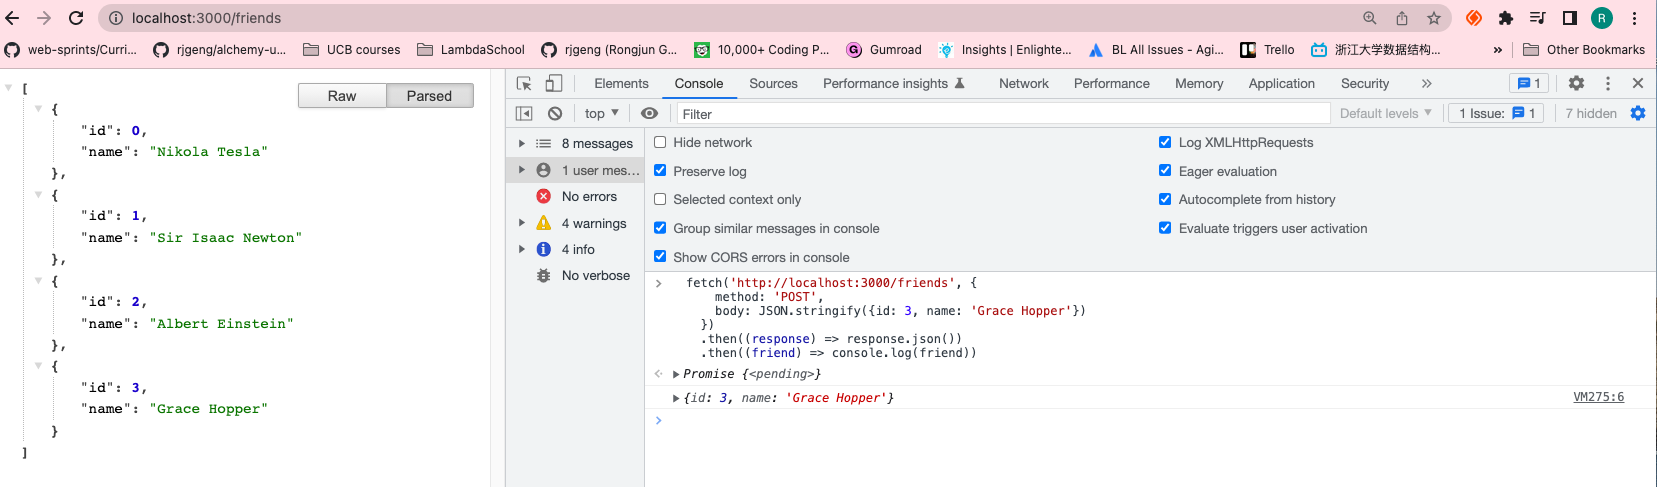 localhost:3000/friends
R
web-sprints/Curri...
rjgeng/alchemy-u...
UCB courses
LambdaSchool
rjgeng (Rongjun G...
10,000+ Coding P...
Gumroad
Insights | Enlighte...
BL All Issues - Agi...
Trello
浙江大学数据结构...
»
Other Bookmarks
Raw
Parsed
[
{
"id": 0,
"name": "Nikola Tesla"
},
{
"id": 1,
"name": "Sir Isaac Newton"
},
{
"id": 2,
"name": "Albert Einstein"
},
{
"id": 3,
"name": "Grace Hopper"
}
]
Elements
Console
Sources
Performance insights
Network
Performance
Memory
Application
Security
»
1
top
Filter
Default levels
1 Issue: 1
7 hidden
8 messages
1 user mes...
No errors
4 warnings
4 info
No verbose
Hide network
Log XMLHttpRequests
Preserve log
Eager evaluation
Selected context only
Autocomplete from history
Group similar messages in console
Evaluate triggers user activation
Show CORS errors in console
fetch('http://localhost:3000/friends', {
method: 'POST',
body: JSON.stringify({id: 3, name: 'Grace Hopper'})
})
.then((response) => response.json())
.then((friend) => console.log(friend))
Promise {<pending>}
{id: 3, name: 'Grace Hopper'}
VM275:6